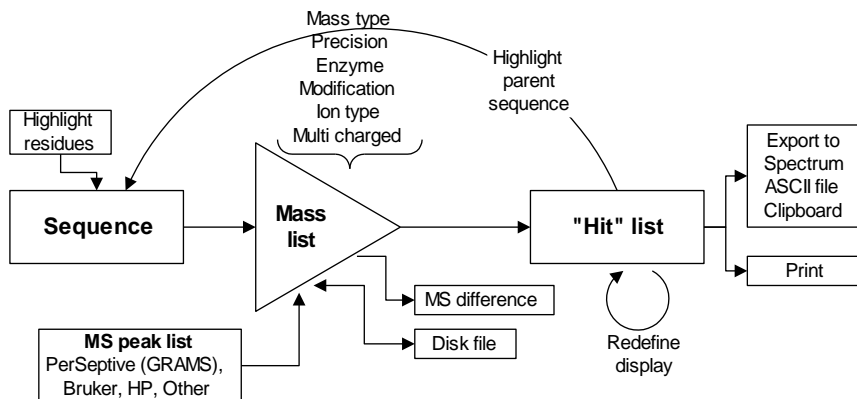 Mass type
Precision
Enzyme
Modification
Ion type
Multi charged
Highlight
parent
sequence
Highlight
residues
Sequence
Mass
list
"Hit" list
Export to
Spectrum
ASCII file
Clipboard
Print
MS difference
Disk file
Redefine
display
MS peak list
PerSeptive (GRAMS),
Bruker, HP, Other